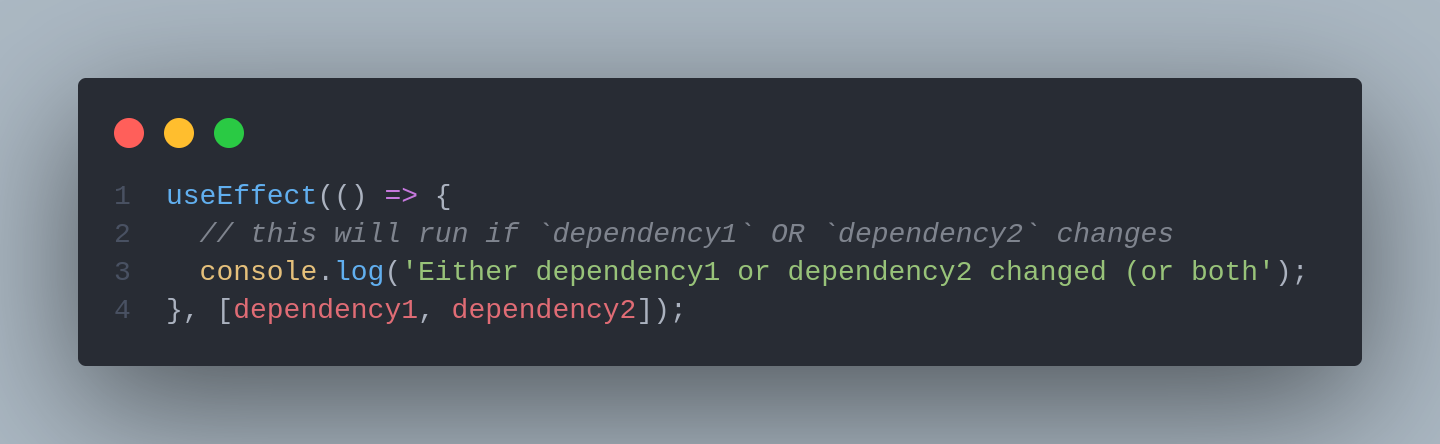 1 useEffect(() => {
2   // this will run if `dependency1` OR `dependency2` changes
3   console.log('Either dependency1 or dependency2 changed (or both');
4 }, [dependency1, dependency2]);